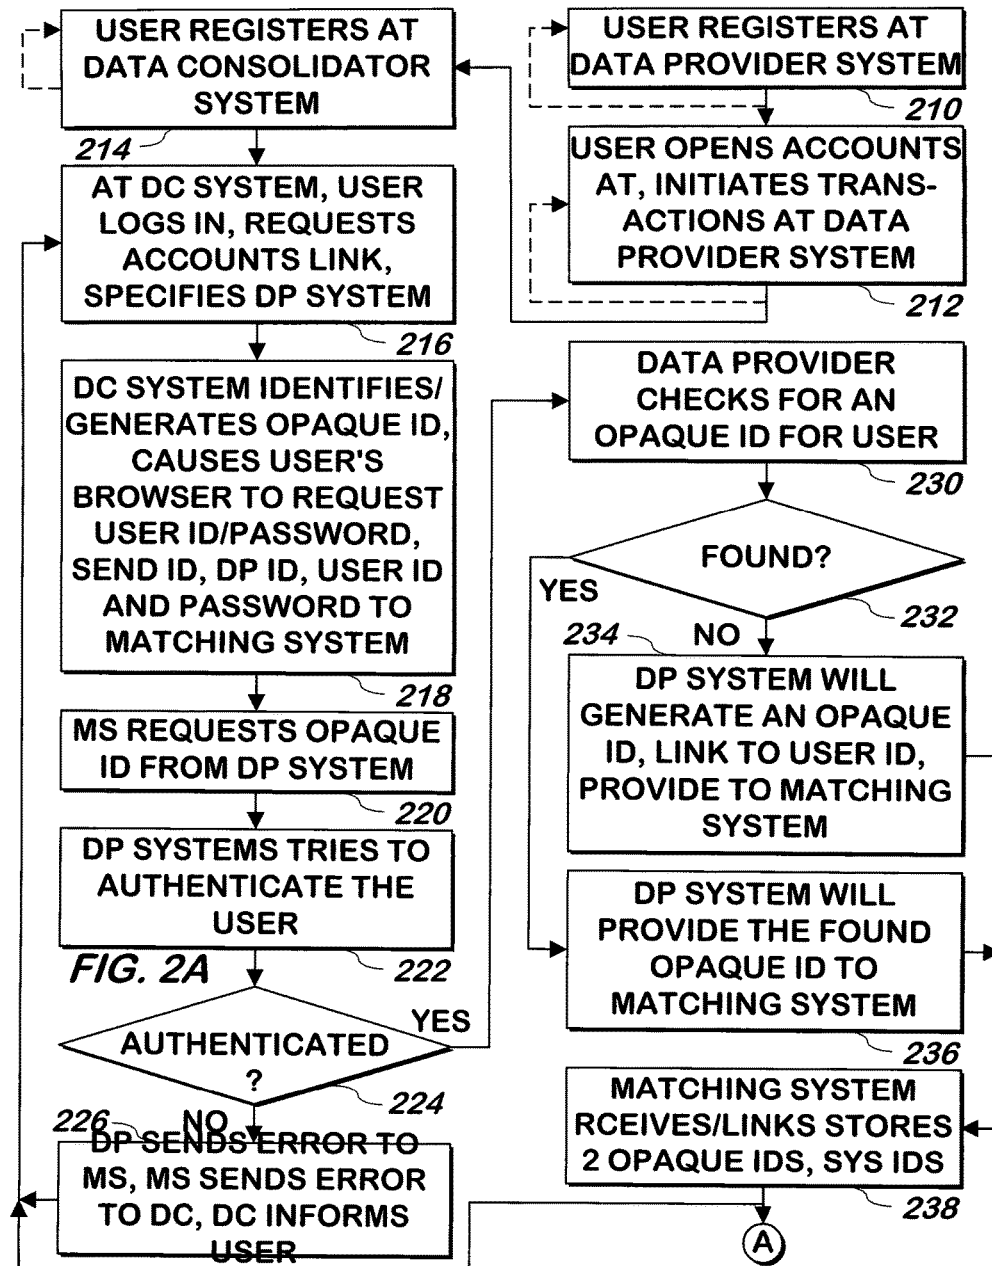 USER REGISTERS AT
DATA CONSOLIDATOR
SYSTEM
214
AT DC SYSTEM, USER
LOGS IN, REQUESTS
ACCOUNTS LINK,
SPECIFIES DP SYSTEM
216
DC SYSTEM IDENTIFIES/
GENERATES OPAQUE ID,
CAUSES USER'S
BROWSER TO REQUEST
USER ID/PASSWORD,
SEND ID, DP ID, USER ID
AND PASSWORD TO
MATCHING SYSTEM
218
MS REQUESTS OPAQUE
ID FROM DP SYSTEM
220
DP SYSTEMS TRIES TO
AUTHENTICATE THE
USER
222
FIG. 2A
AUTHENTICATED
?
YES
224
NO
226
DP SENDS ERROR TO
MS, MS SENDS ERROR
TO DC, DC INFORMS
USER
USER REGISTERS AT
DATA PROVIDER SYSTEM
210
USER OPENS ACCOUNTS
AT, INITIATES TRANS-
ACTIONS AT DATA
PROVIDER SYSTEM
212
DATA PROVIDER
CHECKS FOR AN
OPAQUE ID FOR USER
230
FOUND?
YES
232
NO
234
DP SYSTEM WILL
GENERATE AN OPAQUE
ID, LINK TO USER ID,
PROVIDE TO MATCHING
SYSTEM
DP SYSTEM WILL
PROVIDE THE FOUND
OPAQUE ID TO
MATCHING SYSTEM
236
MATCHING SYSTEM
RCEIVES/LINKS STORES
2 OPAQUE IDS, SYS IDS
238
A